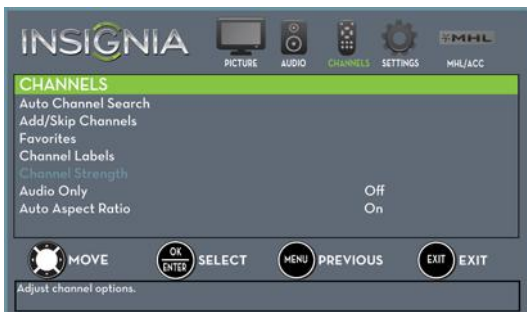 INSIGNIA
PICTURE AUDIO CHANNELS SETTINGS MHL MHL/ACC
CHANNELS
Auto Channel Search
Add/Skip Channels
Favorites
Channel Labels
Channel Strength
Audio Only Off
Auto Aspect Ratio On
MOVE OK ENTER SELECT MENU PREVIOUS EXIT EXIT
Adjust channel options.